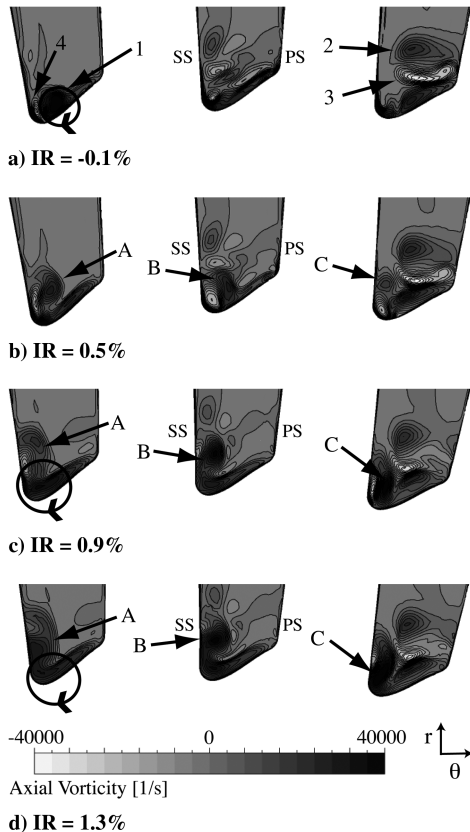 4 1 SS PS 2 3
a) IR = -0.1%
A SS B PS C
b) IR = 0.5%
A SS B PS C
c) IR = 0.9%
A SS B PS C
-40000 0 40000 r θ
Axial Vorticity [1/s]
d) IR = 1.3%